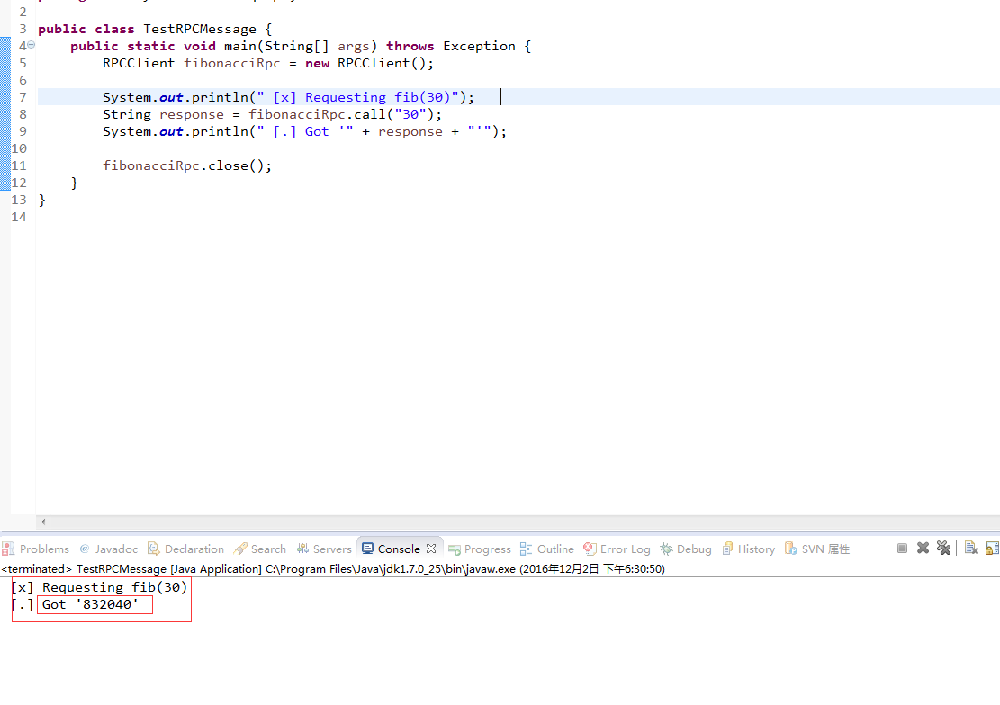 2
3 public class TestRPCMessage {
4 public static void main(String[] args) throws Exception {
5 RPCClient fibonacciRpc = new RPCClient();
6
7 System.out.println(" [x] Requesting fib(30)");
8 String response = fibonacciRpc.call("30");
9 System.out.println(" [.] Got '" + response + "'");
10
11 fibonacciRpc.close();
12 }
13 }
14
Problems @ Javadoc Declaration Search Servers Console Progress Outline Error Log Debug History SVN 属性
<terminated> TestRPCMessage [Java Application] C:\Program Files\Java\jdk1.7.0_25\bin\javaw.exe (2016年12月2日 下午6:30:50)
[x] Requesting fib(30)
[.] Got '832040'